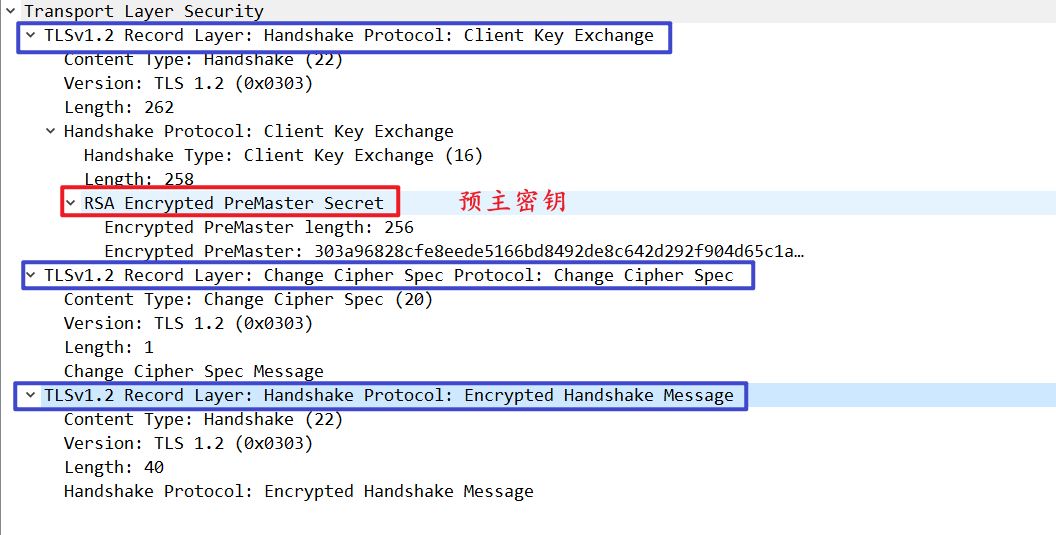 Transport Layer Security
TLSv1.2 Record Layer: Handshake Protocol: Client Key Exchange
Content Type: Handshake (22)
Version: TLS 1.2 (0x0303)
Length: 262
Handshake Protocol: Client Key Exchange
Handshake Type: Client Key Exchange (16)
Length: 258
RSA Encrypted PreMaster Secret 预主密钥
Encrypted PreMaster length: 256
Encrypted PreMaster: 303a96828cfe8eede5166bd8492de8c642d292f904d65c1a…
TLSv1.2 Record Layer: Change Cipher Spec Protocol: Change Cipher Spec
Content Type: Change Cipher Spec (20)
Version: TLS 1.2 (0x0303)
Length: 1
Change Cipher Spec Message
TLSv1.2 Record Layer: Handshake Protocol: Encrypted Handshake Message
Content Type: Handshake (22)
Version: TLS 1.2 (0x0303)
Length: 40
Handshake Protocol: Encrypted Handshake Message